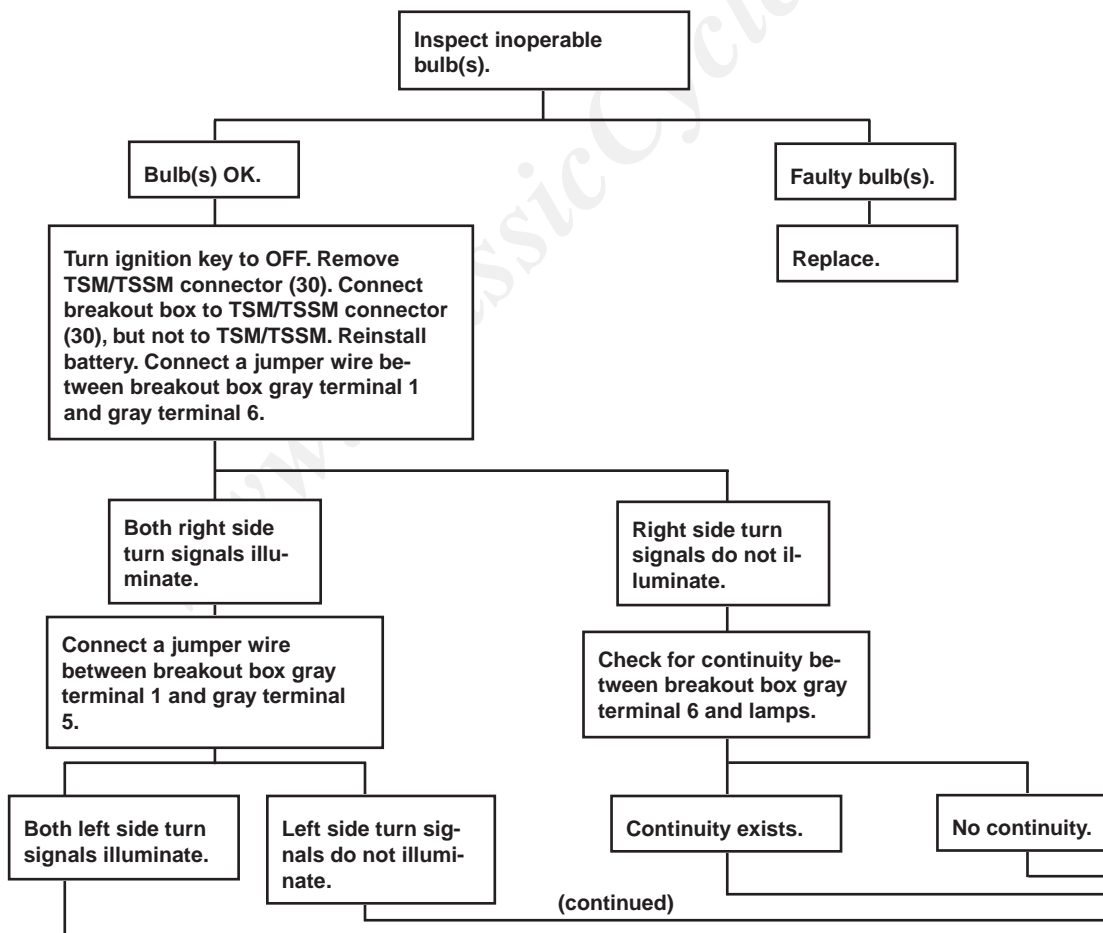 Inspect inoperable
bulb(s).
Bulb(s) OK.
Faulty bulb(s).
Turn ignition key to OFF. Remove
TSM/TSSM connector (30). Connect
breakout box to TSM/TSSM connector
(30), but not to TSM/TSSM. Reinstall
battery. Connect a jumper wire be-
tween breakout box gray terminal 1
and gray terminal 6.
Replace.
Both right side
turn signals illu-
minate.
Right side turn
signals do not il-
luminate.
Connect a jumper wire
between breakout box gray
terminal 1 and gray terminal
5.
Check for continuity be-
tween breakout box gray
terminal 6 and lamps.
Both left side turn
signals illuminate.
Left side turn sig-
nals do not illumi-
nate.
Continuity exists.
No continuity.
(continued)